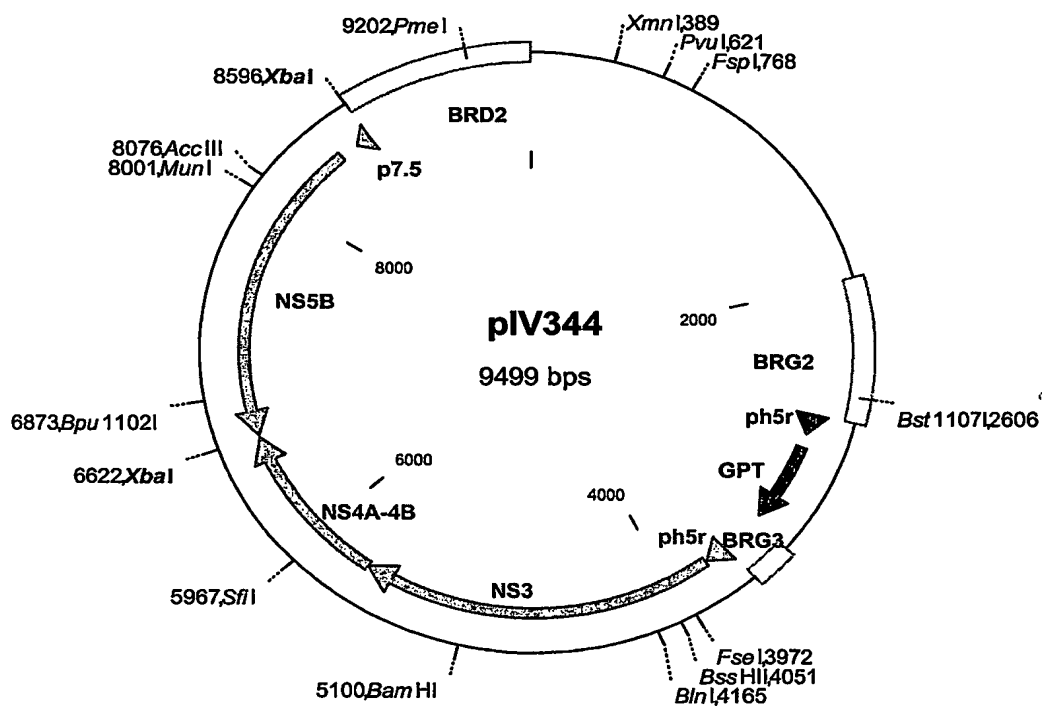 9202,PmeI
XmnI,389
PvuI,621
FspI,768
8596,XbaI
BRD2
8076,AccIII
8001,MunI
p7.5
I
8000
NS5B
pIV344
9499 bps
2000
BRG2
6873,Bpu1102I
ph5r
Bst1107I,2606
6622,XbaI
6000
GPT
4000
NS4A-4B
ph5r
BRG3
5967,SfiI
NS3
FseI,3972
5100,BamHI
BssHII,4051
BlnI,4165